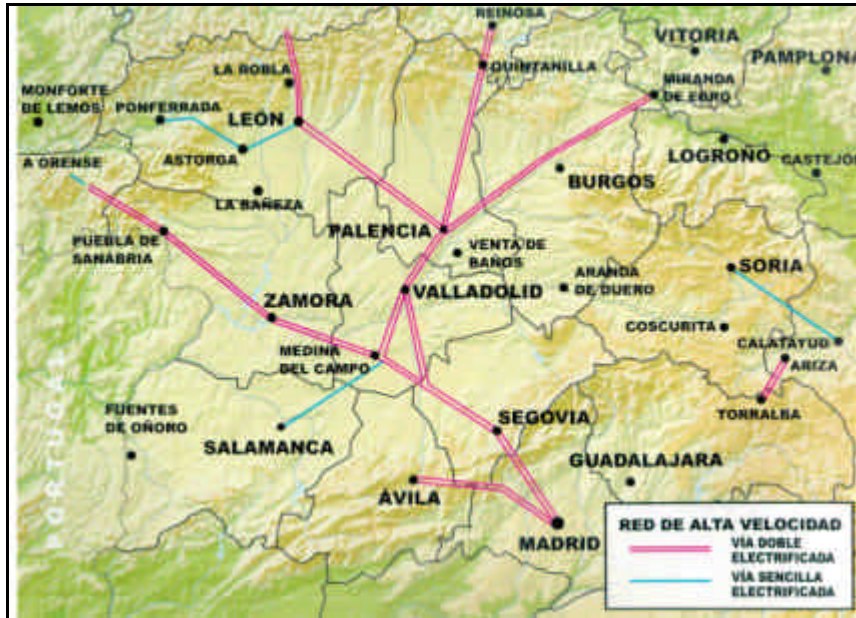 REINOSA
VITORIA
LA ROBLA
QUINTANILLA
PAMPLONA
MONFORTE
DE LEMOS
PONFERRADA
MIRANDA
DE EBRO
LEÓN
ASTORGA
LOGROÑO
CASTEJÓN
A ORENSE
BURGOS
LA BAÑEZA
PALENCIA
PUEBLA DE
SANABRIA
VENTA DE
BAÑOS
SORIA
ZAMORA
VALLADOLID
ARANDA
DE DUERO
COSCURITA
MEDINA
DEL CAMPO
CALATAYUD
ARIZA
PORTUGAL
FUENTES
DE OÑORO
SALAMANCA
SEGOVIA
TORRALBA
GUADALAJARA
ÁVILA
MADRID
RED DE ALTA VELOCIDAD
VÍA DOBLE
ELECTRIFICADA
VÍA SENCILLA
ELECTRIFICADA